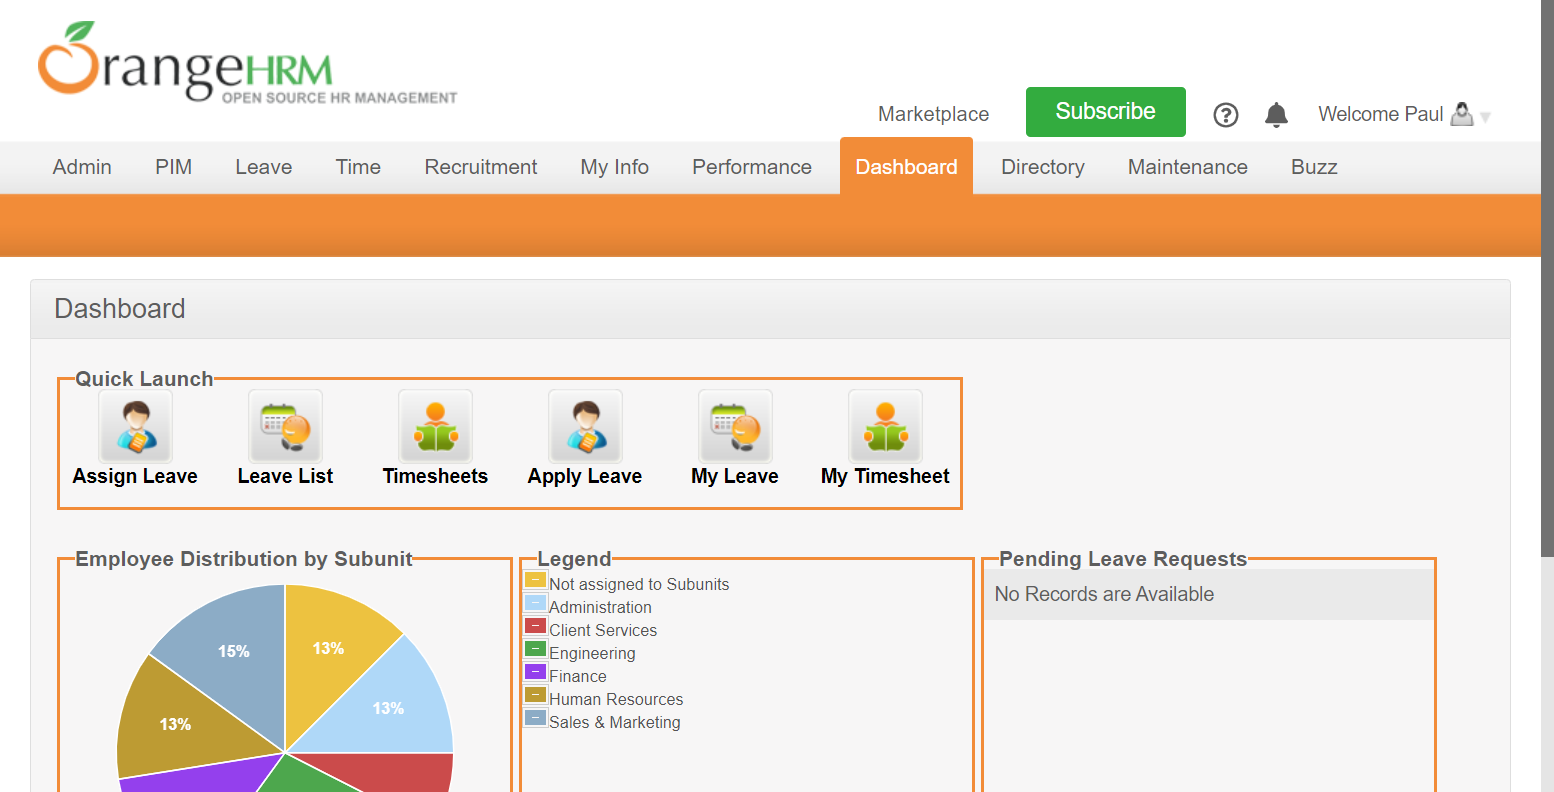 OrangeHRM
OPEN SOURCE HR MANAGEMENT
Marketplace Subscribe ? Welcome Paul
Admin PIM Leave Time Recruitment My Info Performance Dashboard Directory Maintenance Buzz
Dashboard
Quick Launch
Assign Leave Leave List Timesheets Apply Leave My Leave My Timesheet
Employee Distribution by Subunit
15% 13%
13%
13%
Legend
Not assigned to Subunits
Administration
Client Services
Engineering
Finance
Human Resources
Sales & Marketing
Pending Leave Requests
No Records are Available